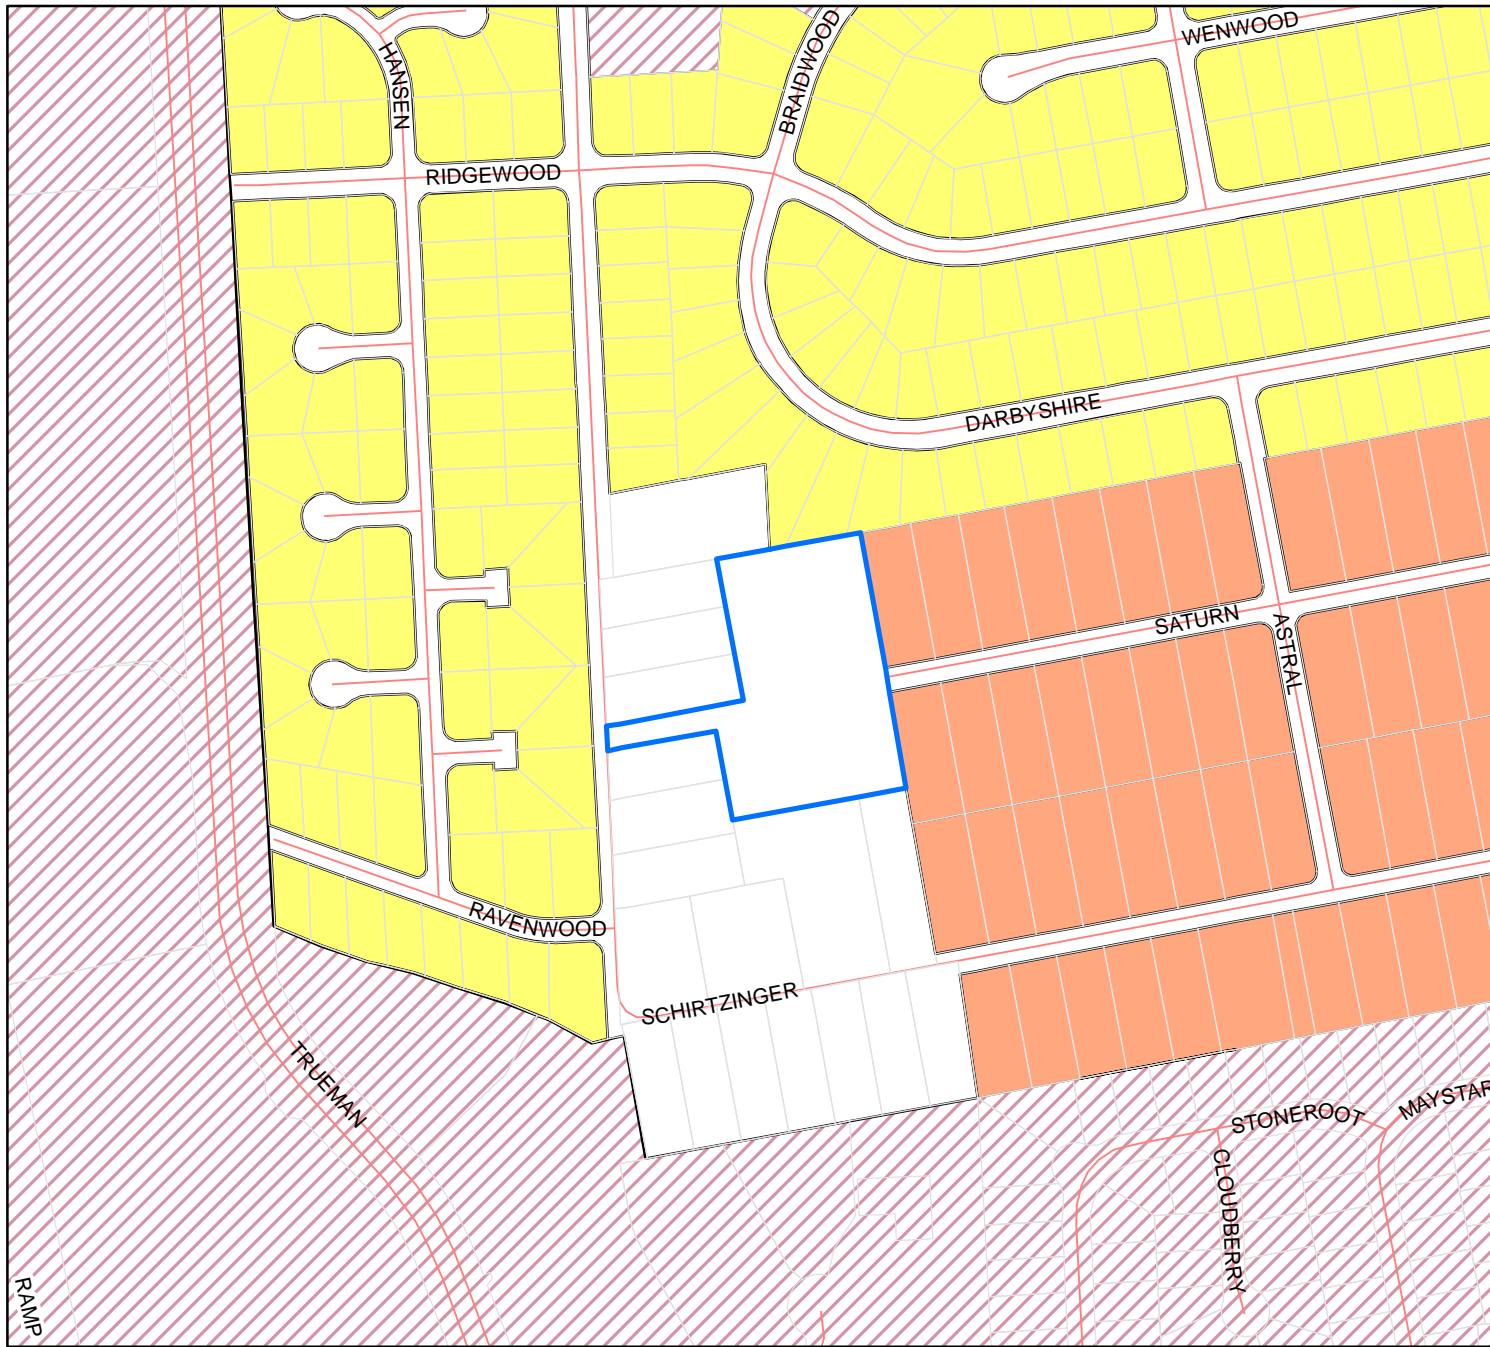 WENWOOD
BRAIDWOOD
HANSEN
RIDGEWOOD
DARBYSHIRE
SATURN
ASTRAL
RAVENWOOD
SCHIRTZINGER
TRUEMAN
STONEROOT
MAYSTAR
CLOUDBERRY
RAMP